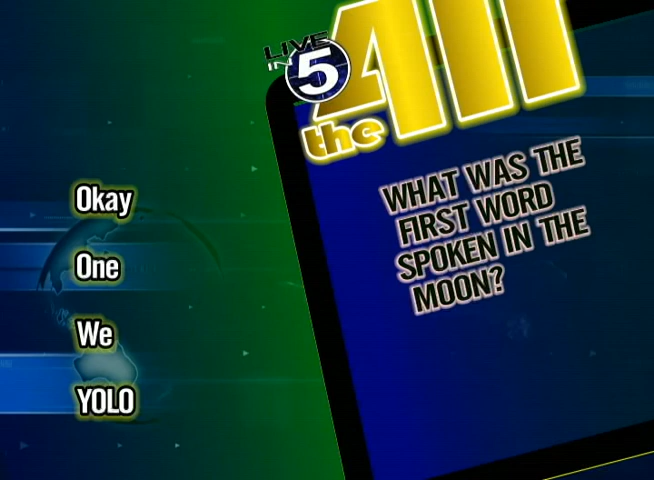 LIVE
IN 5
the 411
WHAT WAS THE
FIRST WORD
SPOKEN IN THE
MOON?
Okay
One
We
YOLO